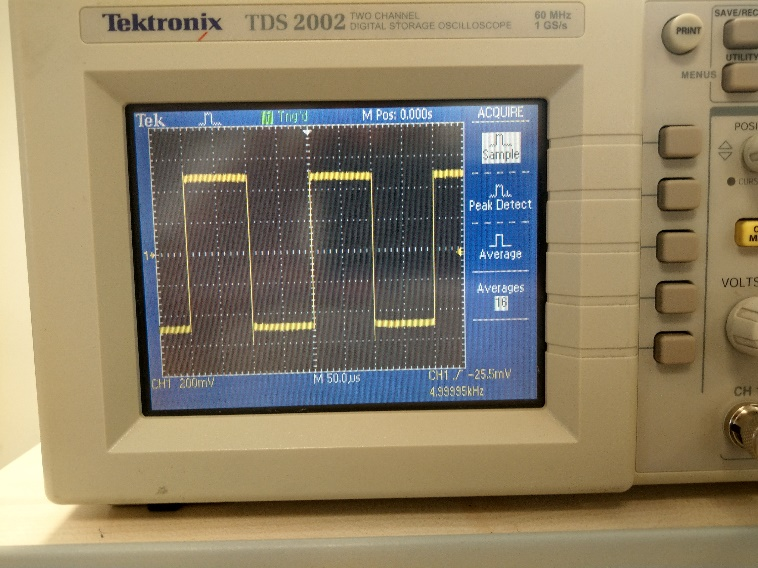 Tektronix TDS 2002 TWO CHANNEL DIGITAL STORAGE OSCILLOSCOPE 60 MHz 1 GS/s
PRINT
SAVE/REC
UTILITY
MENUS
Tek Trig'd M Pos: 0.000s ACQUIRE
Sample
Peak Detect
Average
Averages
16
1
CH1 200mV M 50.0µs CH1 -25.5mV
4.99995kHz
POSI
CURS
VOLTS
CH 1